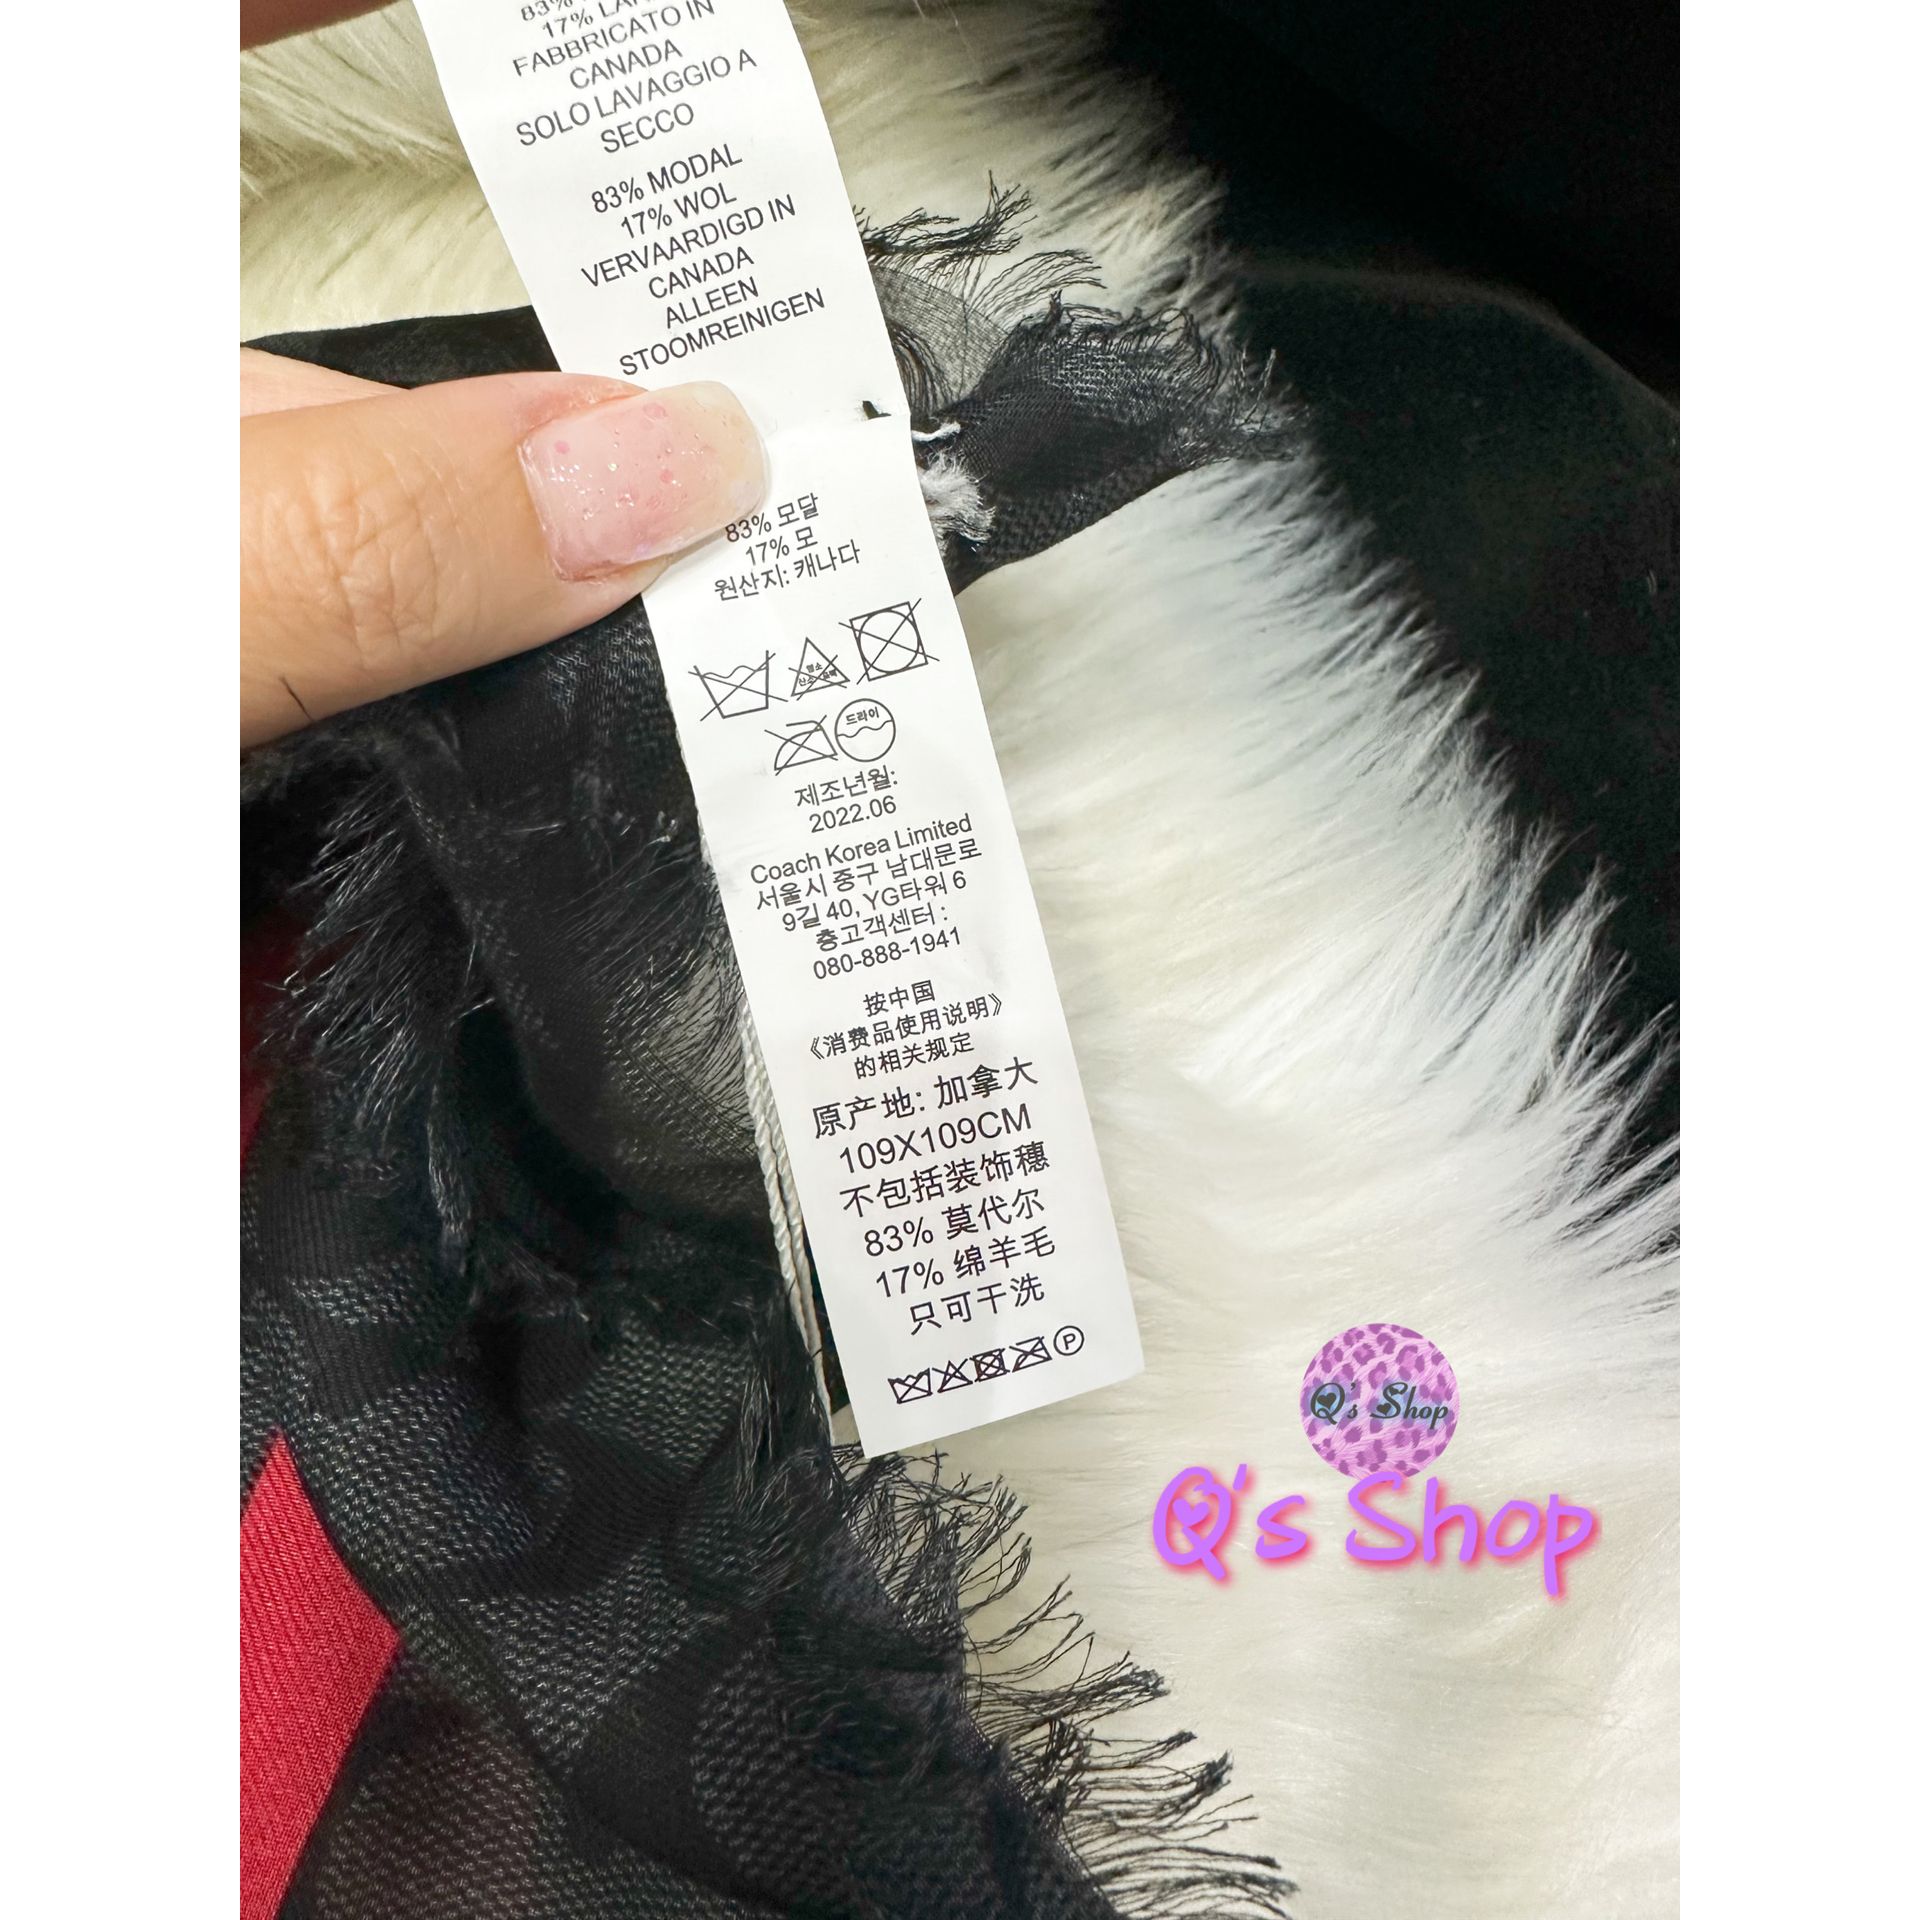 83%
17% LAN
FABBRICATO IN
CANADA
SOLO LAVAGGIO A
SECCO
83% MODAL
17% WOL
VERVAARDIGD IN
CANADA
ALLEEN
STOOMREINIGEN
83% 모달
17% 모
원산지: 캐나다
염소
드라이
제조년월:
2022.06
Coach Korea Limited
서울시 중구 남대문로
9길 40, YG타워 6
층고객센터 :
080-888-1941
按中国
《消费品使用说明》
的相关规定
原产地: 加拿大
109X109CM
不包括装饰穗
83% 莫代尔
17% 绵羊毛
只可干洗
P
Q's Shop
Q's Shop